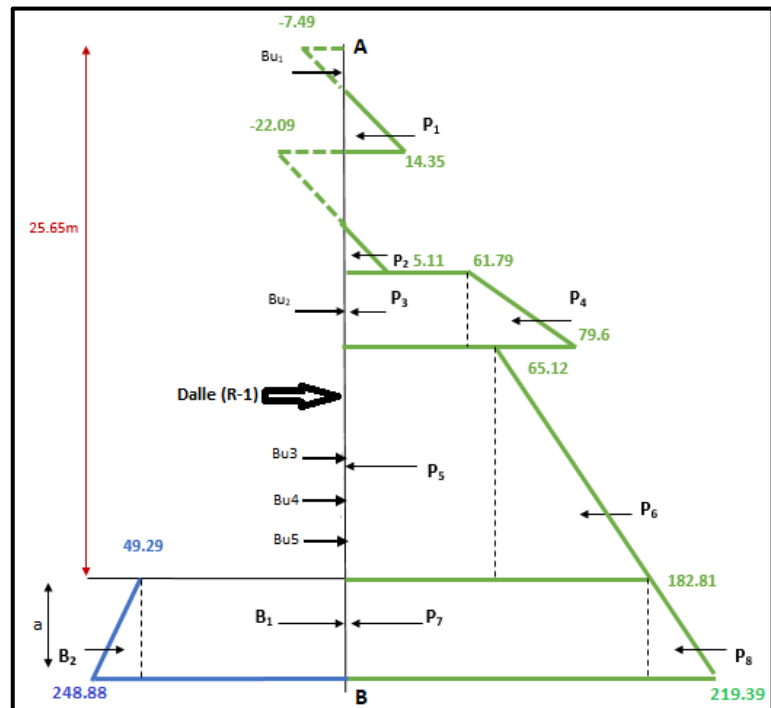 -7.49
A
Bu₁
P₁
-22.09
14.35
25.65m
P₂
5.11
61.79
Bu₂
P₃
P₄
79.6
65.12
Dalle (R-1)
Bu3
P₅
Bu4
P₆
Bu5
49.29
182.81
a
B₁
P₇
B₂
P₈
248.88
B
219.39